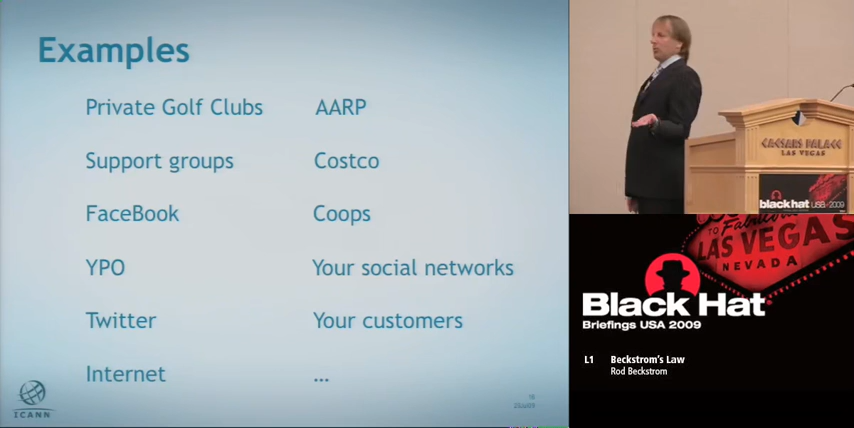 Examples
Private Golf Clubs
AARP
Support groups
Costco
FaceBook
Coops
YPO
Your social networks
Twitter
Your customers
Internet
...
ICANN
CAESARS PALACE
LAS VEGAS
black hat USA 2009
TO Fabulous
LAS VEGAS
NEVADA
Black Hat
Briefings USA 2009
L1 Beckstrom's Law
Rod Beckstrom